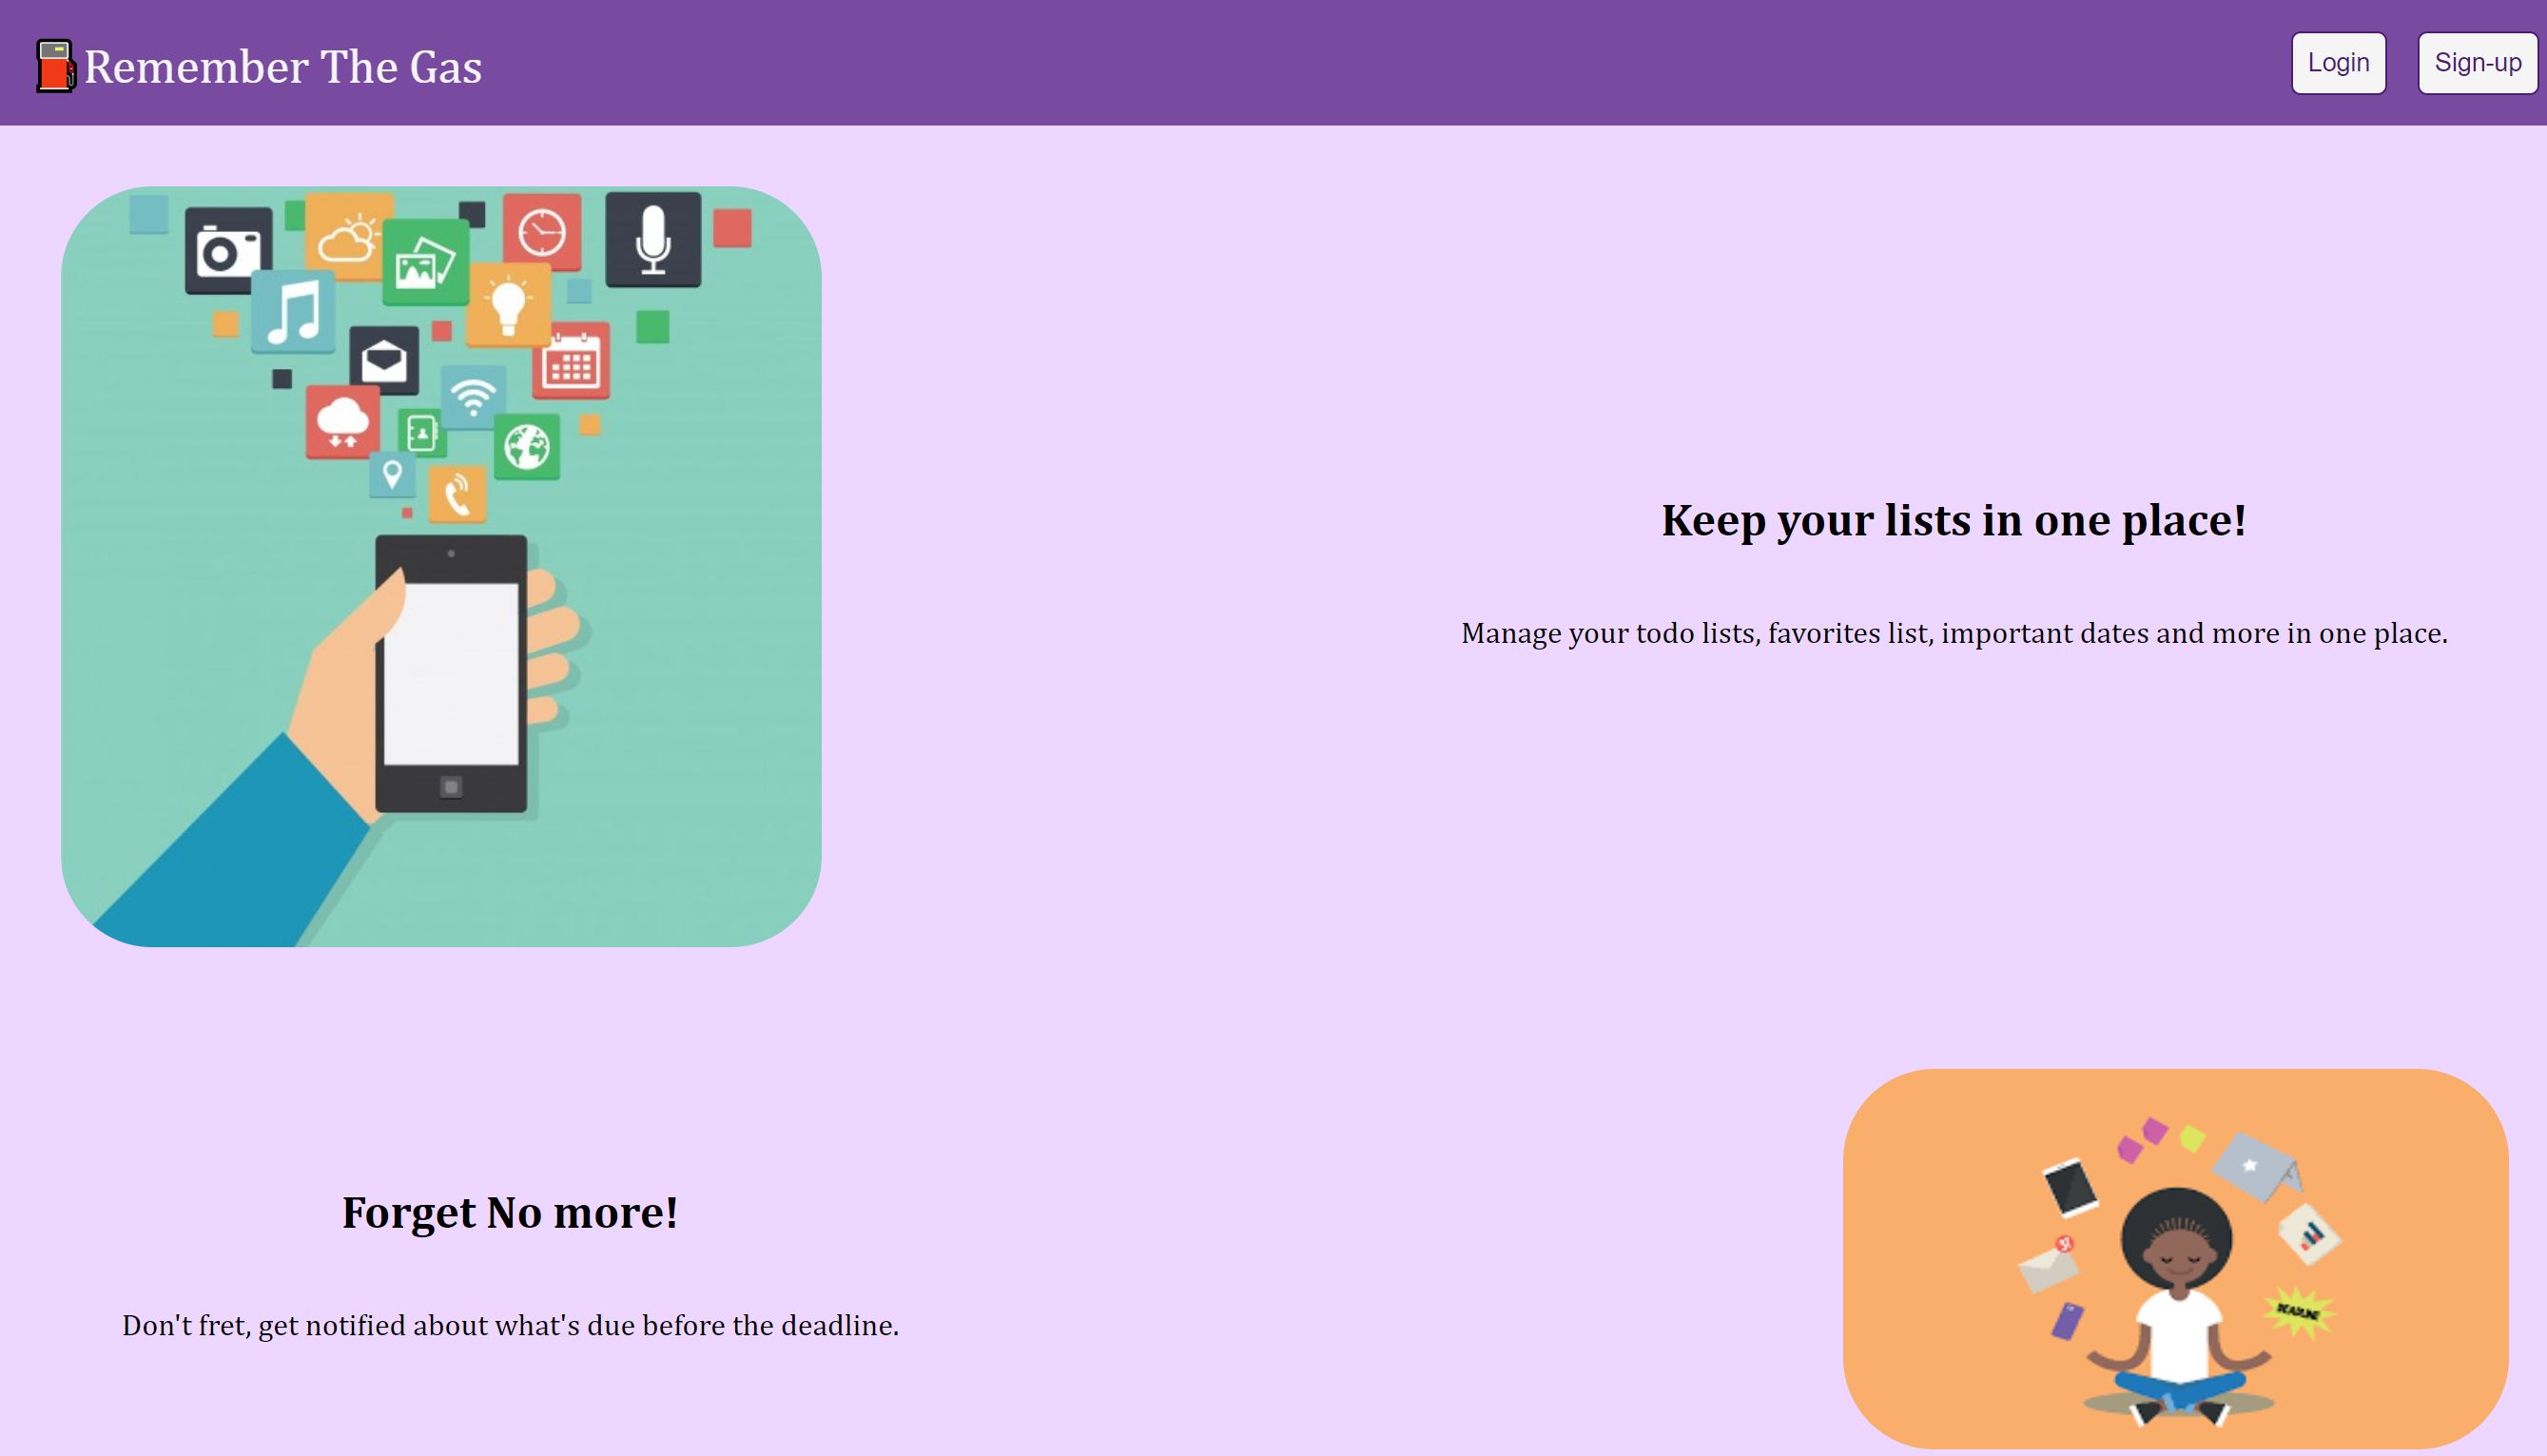 Remember The Gas
Login
Sign-up
Keep your lists in one place!
Manage your todo lists, favorites list, important dates and more in one place.
Forget No more!
Don't fret, get notified about what's due before the deadline.
DEADLINE